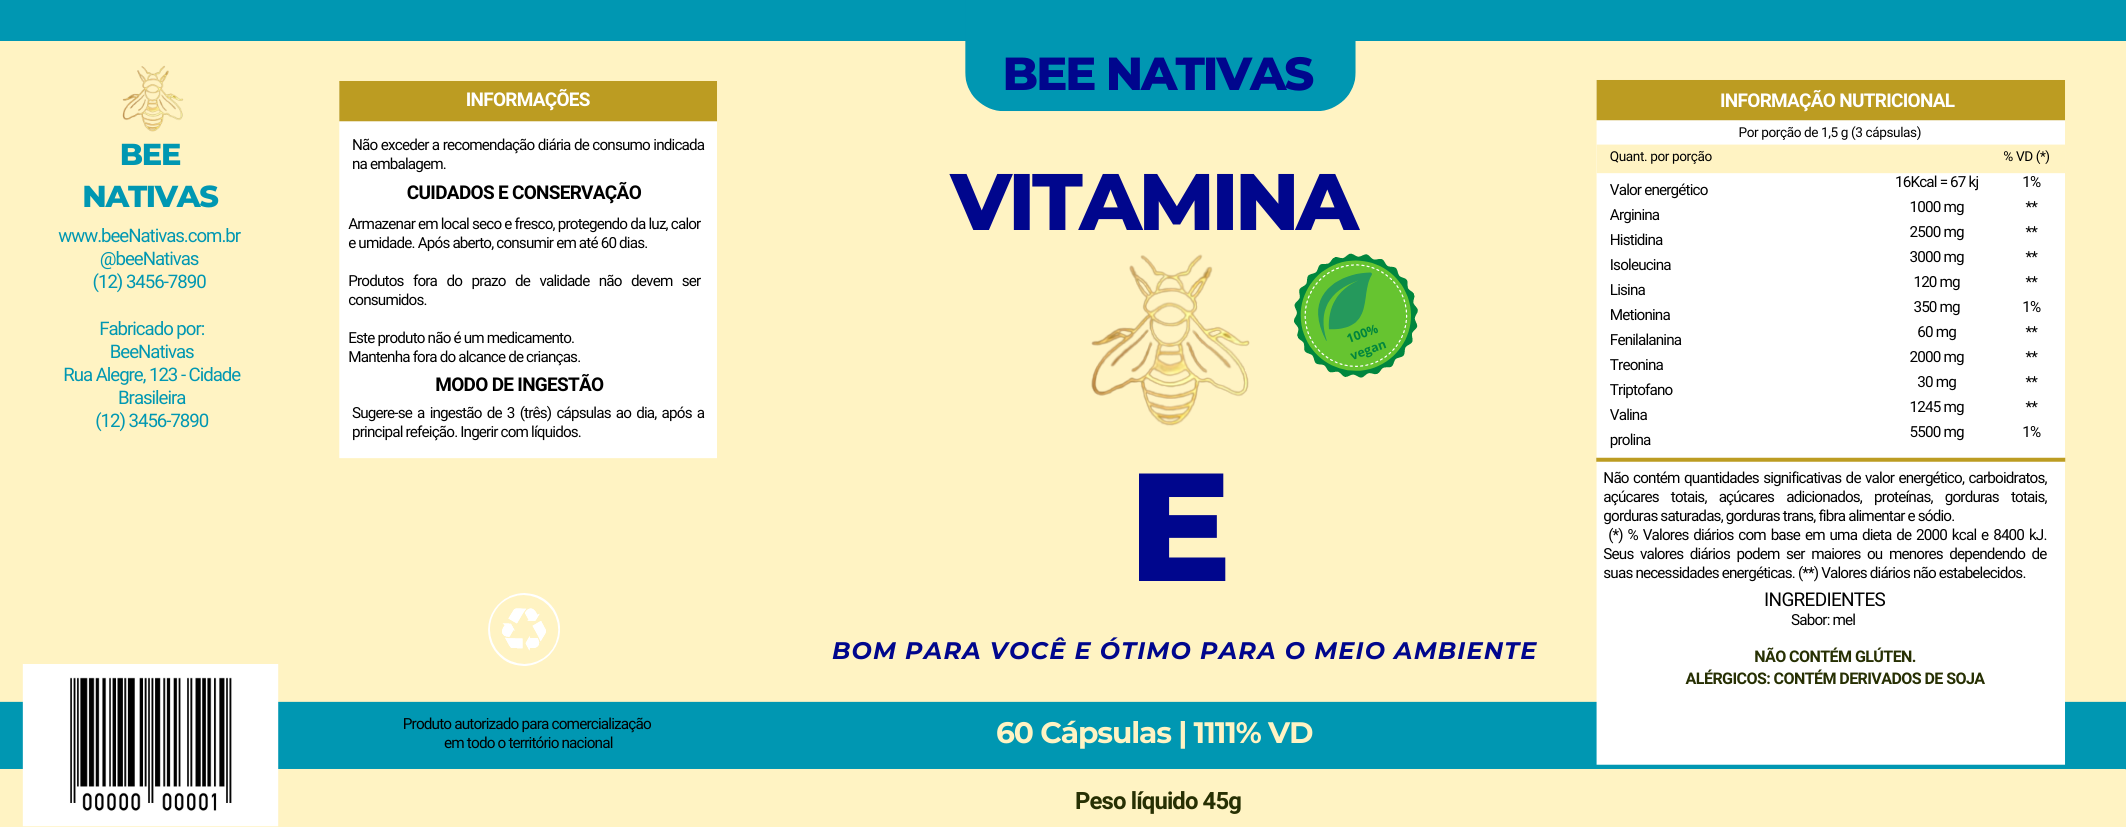 BEE
NATIVAS
www.beeNativas.com.br
@beeNativas
(12) 3456-7890
Fabricado por:
BeeNativas
Rua Alegre, 123 - Cidade
Brasileira
(12) 3456-7890
00000 00001
INFORMAÇÕES
Não exceder a recomendação diária de consumo indicada
na embalagem.
CUIDADOS E CONSERVAÇÃO
Armazenar em local seco e fresco, protegendo da luz, calor
e umidade. Após aberto, consumir em até 60 dias.
Produtos fora do prazo de validade não devem ser
consumidos.
Este produto não é um medicamento.
Mantenha fora do alcance de crianças.
MODO DE INGESTÃO
Sugere-se a ingestão de 3 (três) cápsulas ao dia, após a
principal refeição. Ingerir com líquidos.
Produto autorizado para comercialização
em todo o território nacional
BEE NATIVAS
VITAMINA
100%
vegan
E
BOM PARA VOCÊ E ÓTIMO PARA O MEIO AMBIENTE
60 Cápsulas | 1111% VD
Peso líquido 45g
INFORMAÇÃO NUTRICIONAL
Por porção de 1,5 g (3 cápsulas)
Quant. por porção % VD (*)
Valor energético 16Kcal = 67 kj 1%
Arginina 1000 mg **
Histidina 2500 mg **
Isoleucina 3000 mg **
Lisina 120 mg **
Metionina 350 mg 1%
Fenilalanina 60 mg **
Treonina 2000 mg **
Triptofano 30 mg **
Valina 1245 mg **
prolina 5500 mg 1%
Não contém quantidades significativas de valor energético, carboidratos,
açúcares totais, açúcares adicionados, proteínas, gorduras totais,
gorduras saturadas, gorduras trans, fibra alimentar e sódio.
(*) % Valores diários com base em uma dieta de 2000 kcal e 8400 kJ.
Seus valores diários podem ser maiores ou menores dependendo de
suas necessidades energéticas. (**) Valores diários não estabelecidos.
INGREDIENTES
Sabor: mel
NÃO CONTÉM GLÚTEN.
ALÉRGICOS: CONTÉM DERIVADOS DE SOJA